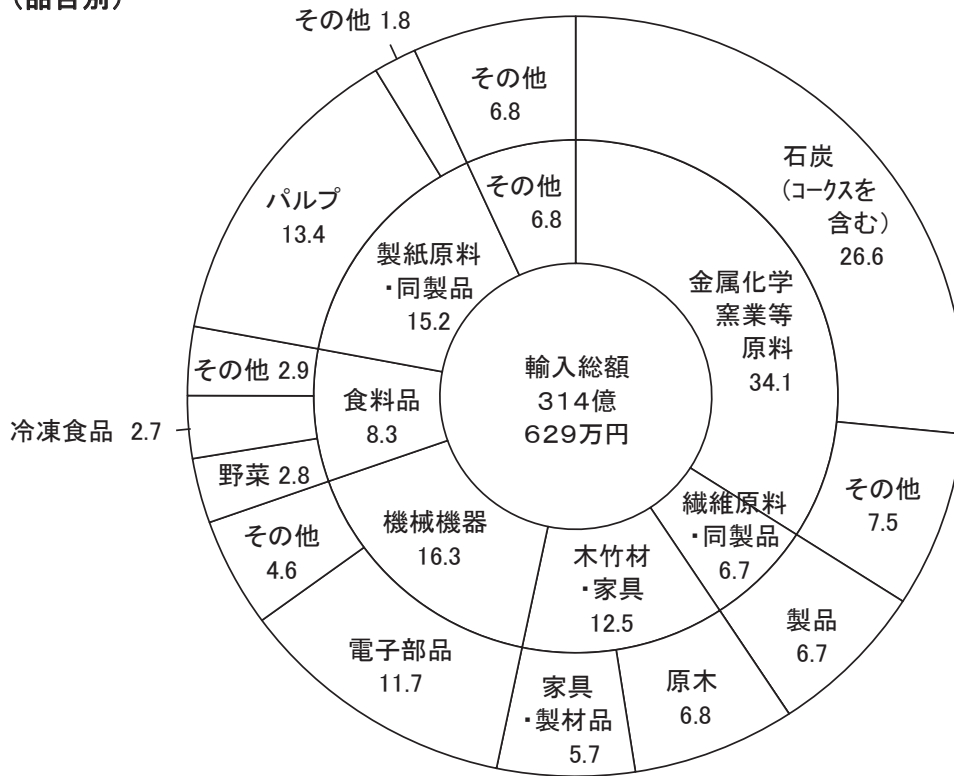 (品目別)
その他 1.8
その他
6.8
石炭
(コークスを
含む)
26.6
パルプ
13.4
その他
6.8
製紙原料
・同製品
15.2
金属化学
窯業等
原料
34.1
輸入総額
314億
629万円
その他 2.9
食料品
8.3
冷凍食品 2.7
野菜 2.8
機械機器
16.3
繊維原料
・同製品
6.7
その他
7.5
その他
4.6
木竹材
・家具
12.5
製品
6.7
電子部品
11.7
家具
・製材品
5.7
原木
6.8